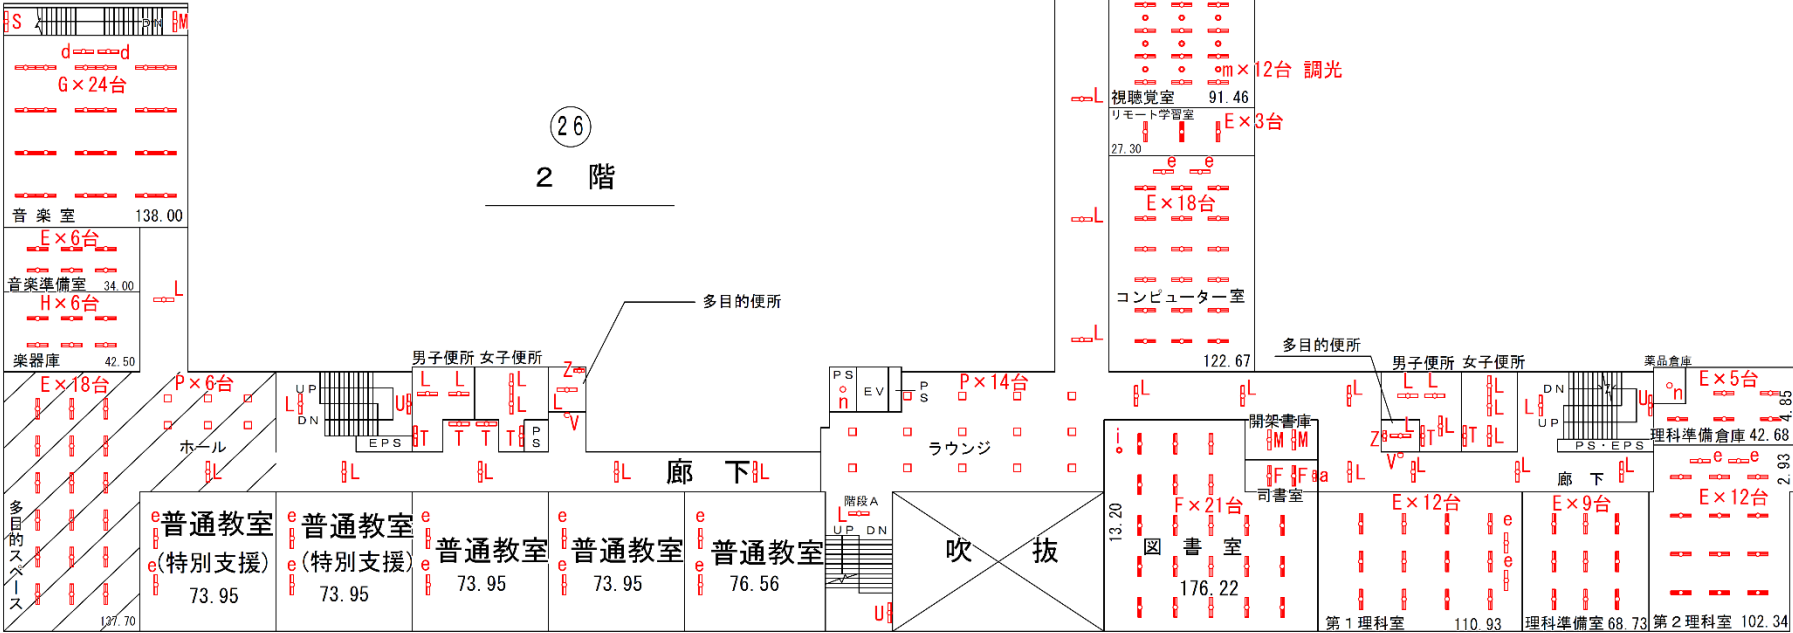 S
DN
M
d
d
G×24台
音楽室 138.00
E×6台
音楽準備室 34.00
H×6台
楽器庫 42.50
L
㉖
2 階
多目的便所
m×12台 調光
視聴覚室 91.46
リモート学習室
E×3台
27.30
e
e
E×18台
コンピューター室
122.67
L
L
L
E×18台
P×6台
ホール
L
多目的スペース
137.70
UP
DN
L
U
EPS
男子便所
女子便所
L
L
L
L
T
T
T
T
PS
Z
L
V
L
L
L
廊下
L
PS
n
EV
PS
P×14台
ラウンジ
L
L
L
階段A
L
UP DN
U
吹抜
e
e
普通教室
(特別支援)
73.95
e
e
普通教室
(特別支援)
73.95
e
e
普通教室
73.95
e
e
普通教室
73.95
e
e
普通教室
76.56
i
13.20
F×21台
図書室
176.22
開架書庫
M
M
F
F
a
司書室
多目的便所
男子便所
女子便所
L
L
L
L
L
L
Z
T
T
V
L
L
L
L
廊下
DN
UP
L
U
PS・EPS
薬品倉庫
n
E×5台
理科準備倉庫 42.68
4.85
2.93
E×12台
e
e
第1理科室 110.93
E×9台
理科準備室 68.73
e
e
E×12台
第2理科室 102.34